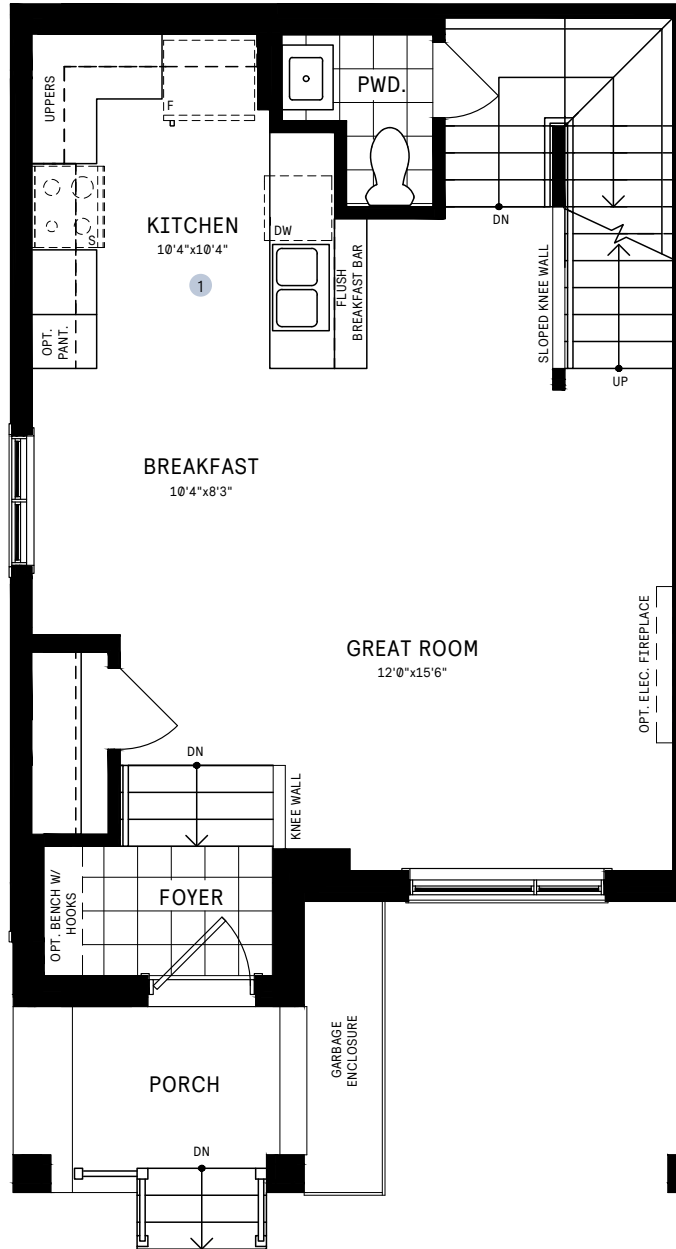 UPPERS
F
PWD.
S
KITCHEN
10'4"x10'4"
1
DW
DN
FLUSH
BREAKFAST BAR
SLOPED KNEE WALL
OPT.
PANT.
UP
BREAKFAST
10'4"x8'3"
GREAT ROOM
12'0"x15'6"
OPT. ELEC. FIREPLACE
DN
KNEE WALL
OPT. BENCH W/
HOOKS
FOYER
GARBAGE
ENCLOSURE
PORCH
DN